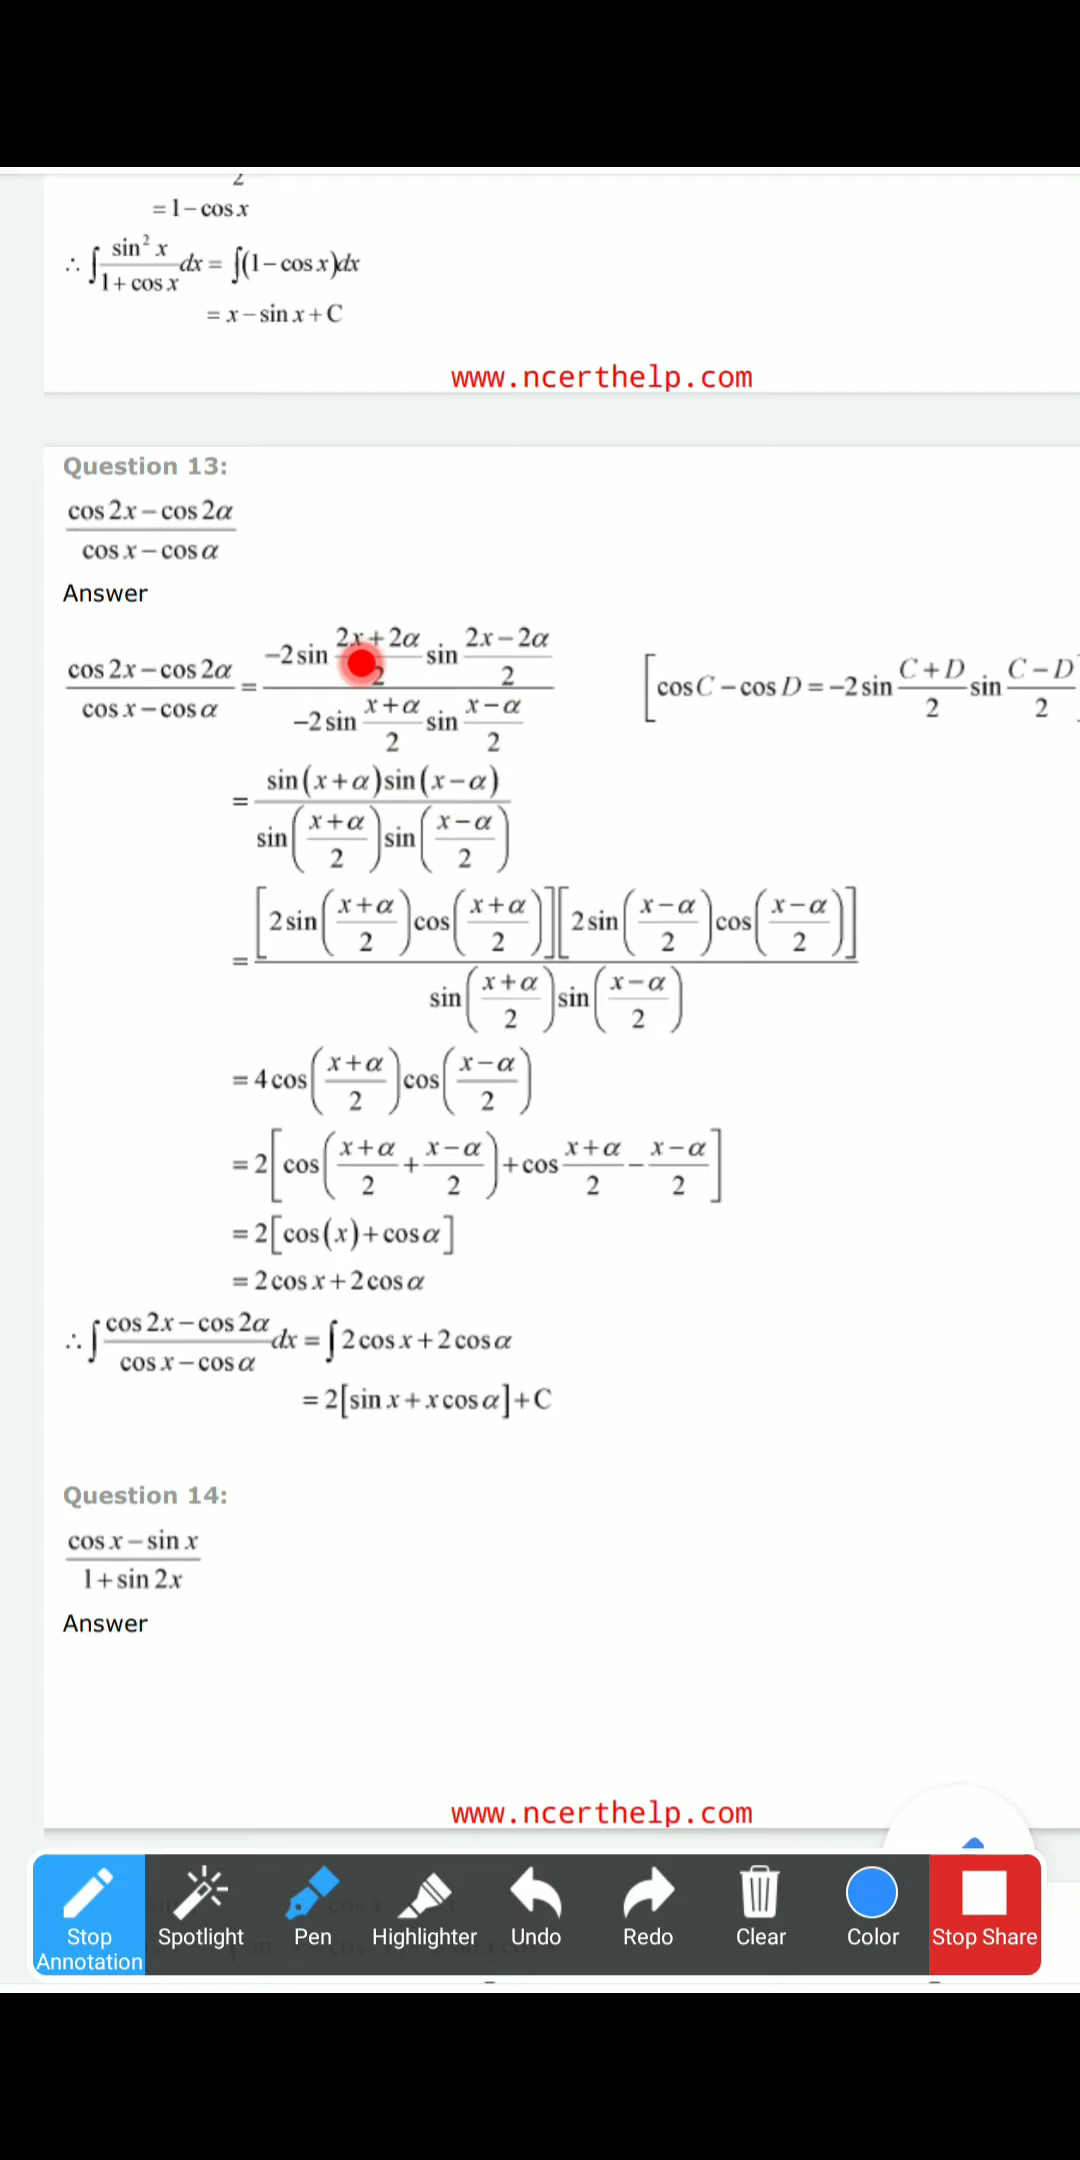 2
= 1 − cos x
∴ ∫ sin² x / (1 + cos x) dx = ∫(1 − cos x)dx
= x − sin x + C
www.ncerthelp.com
Question 13:
(cos 2x − cos 2α) / (cos x − cos α)
Answer
(cos 2x − cos 2α) / (cos x − cos α) = (−2 sin (2x + 2α)/2 sin (2x − 2α)/2) / (−2 sin (x + α)/2 sin (x − α)/2) [cos C − cos D = −2 sin (C + D)/2 sin (C − D)/2]
= (sin(x + α) sin(x − α)) / (sin((x + α)/2) sin((x − α)/2))
= [2 sin((x + α)/2) cos((x + α)/2)][2 sin((x − α)/2) cos((x − α)/2)] / (sin((x + α)/2) sin((x − α)/2))
= 4 cos((x + α)/2) cos((x − α)/2)
= 2[cos((x + α)/2 + (x − α)/2) + cos (x + α)/2 − (x − α)/2]
= 2[cos(x) + cos α]
= 2 cos x + 2 cos α
∴ ∫ (cos 2x − cos 2α) / (cos x − cos α) dx = ∫ 2 cos x + 2 cos α
= 2[sin x + x cos α] + C
Question 14:
(cos x − sin x) / (1 + sin 2x)
Answer
www.ncerthelp.com
Stop Annotation Spotlight Pen Highlighter Undo Redo Clear Color Stop Share